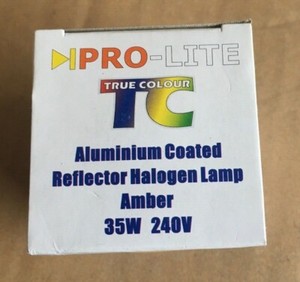 PRO-LITE
TRUE COLOUR
TC
Aluminium Coated
Reflector Halogen Lamp
Amber
35W 240V